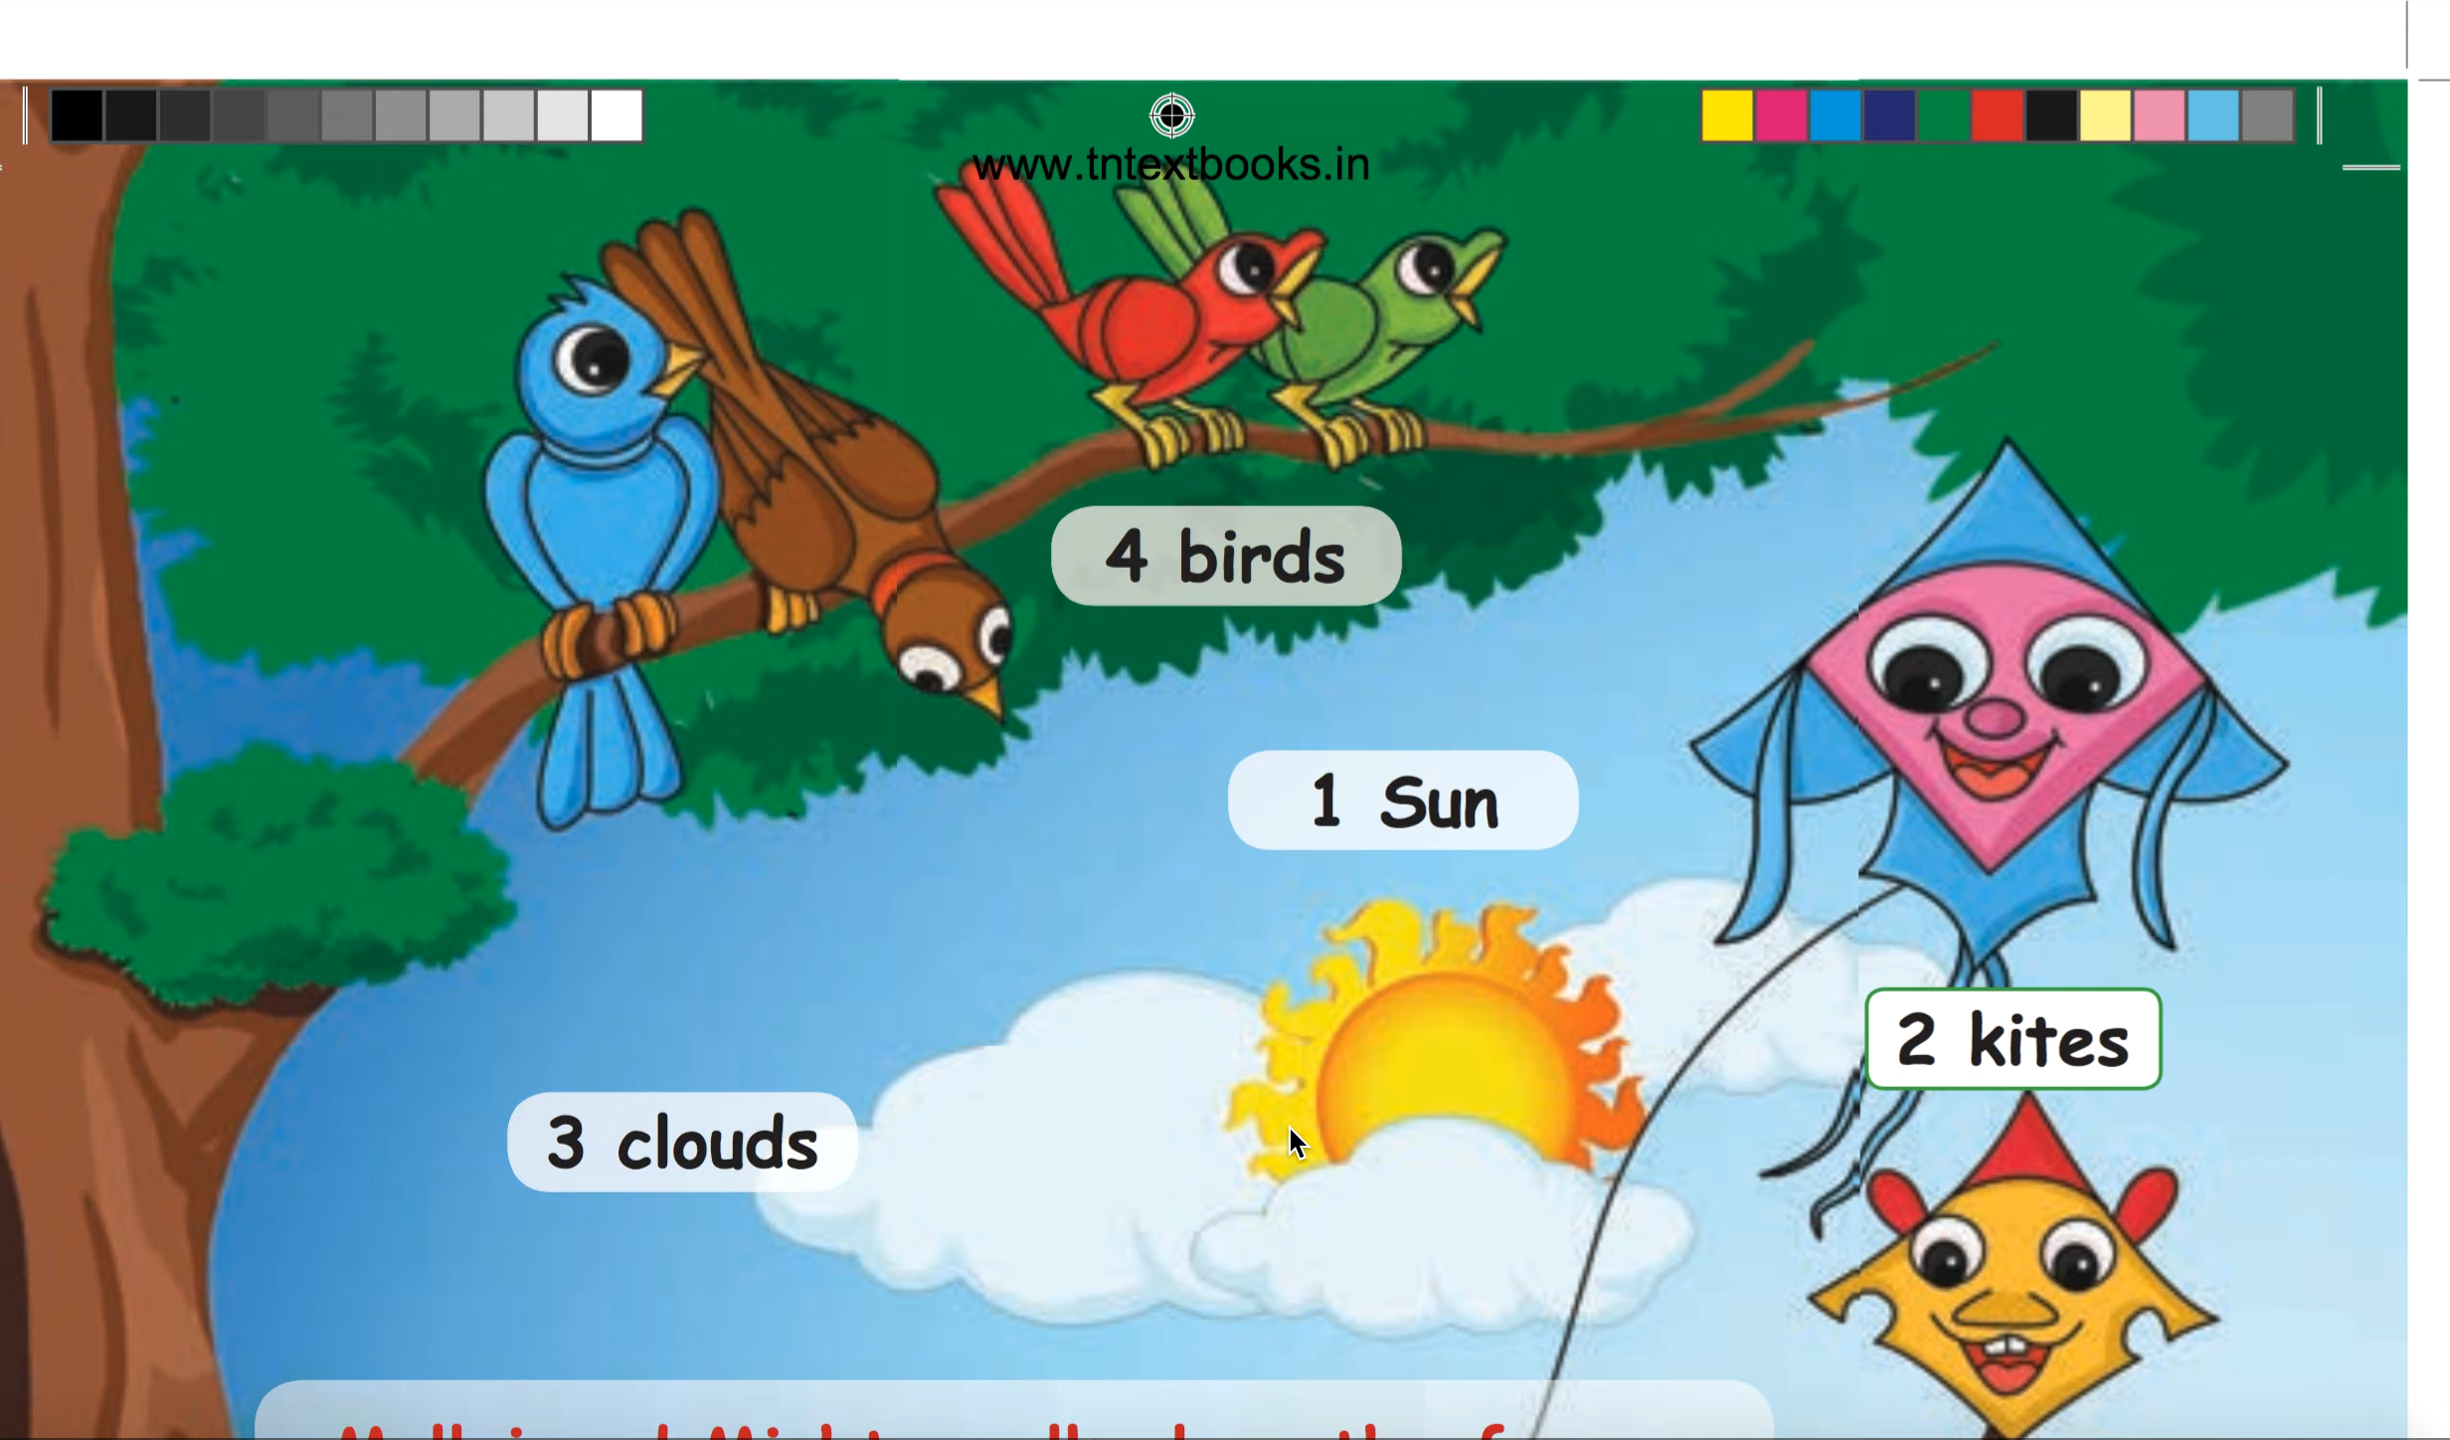 www.tntextbooks.in
4 birds
1 Sun
2 kites
3 clouds